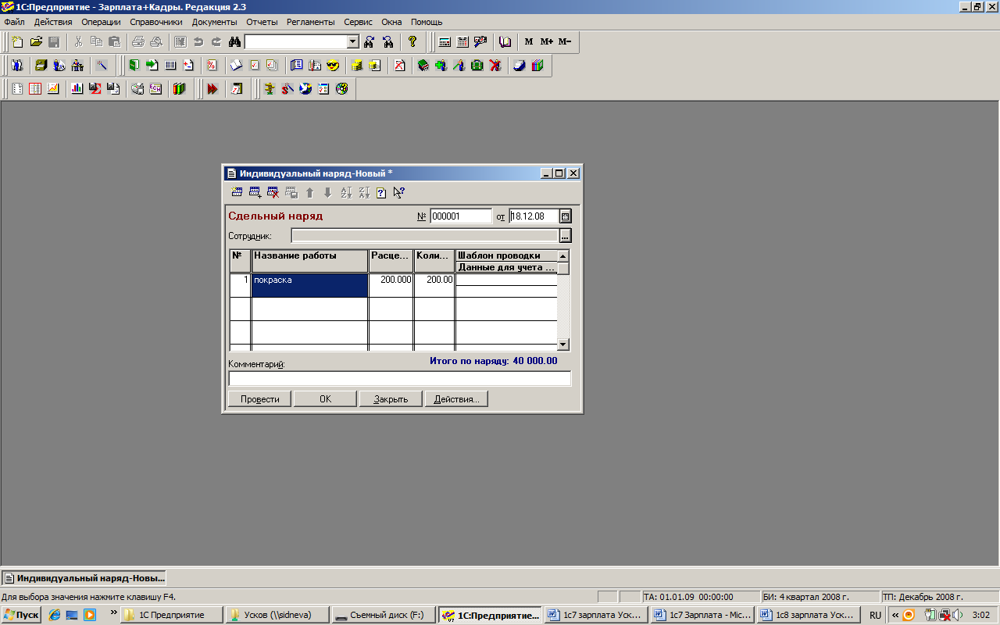 1С:Предприятие - Зарплата+Кадры. Редакция 2.3
Файл Действия Операции Справочники Документы Отчеты Регламенты Сервис Окна Помощь
M M+ M−
Индивидуальный наряд-Новый *
Сдельный наряд № 000001 от 18.12.08
Сотрудник: ...
№ Название работы Расце... Коли... Шаблон проводки
Данные для учета ...
1 покраска 200.000 200.00
Итого по наряду: 40 000.00
Комментарий:
Провести OK Закрыть Действия...
Индивидуальный наряд-Новы...
Для выбора значения нажмите клавишу F4. ТА: 01.01.09 00:00:00 БИ: 4 квартал 2008 г. ТП: Декабрь 2008 г.
Пуск » 1С Предприятие Усков (\\sidneva) Съемный диск (F:) 1С:Предприятие... 1с7 зарплата Уск... 1с7 Зарплата - Mic... 1с8 зарплата Уск... RU « 3:02